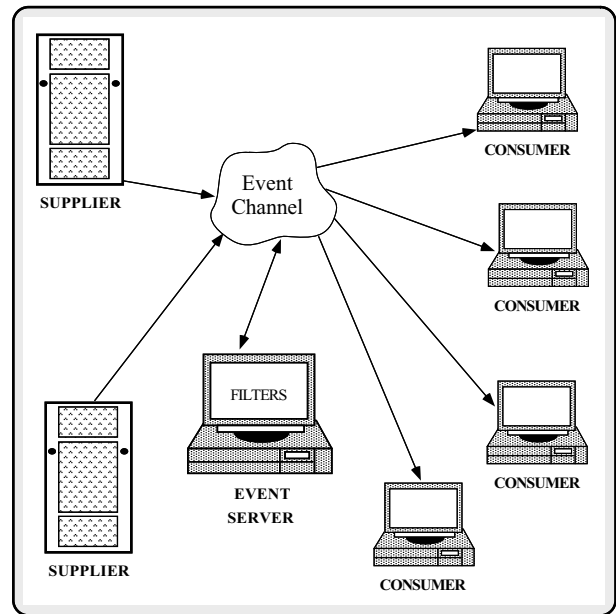 CONSUMER
Event
Channel
SUPPLIER
CONSUMER
FILTERS
CONSUMER
EVENT
SERVER
SUPPLIER
CONSUMER